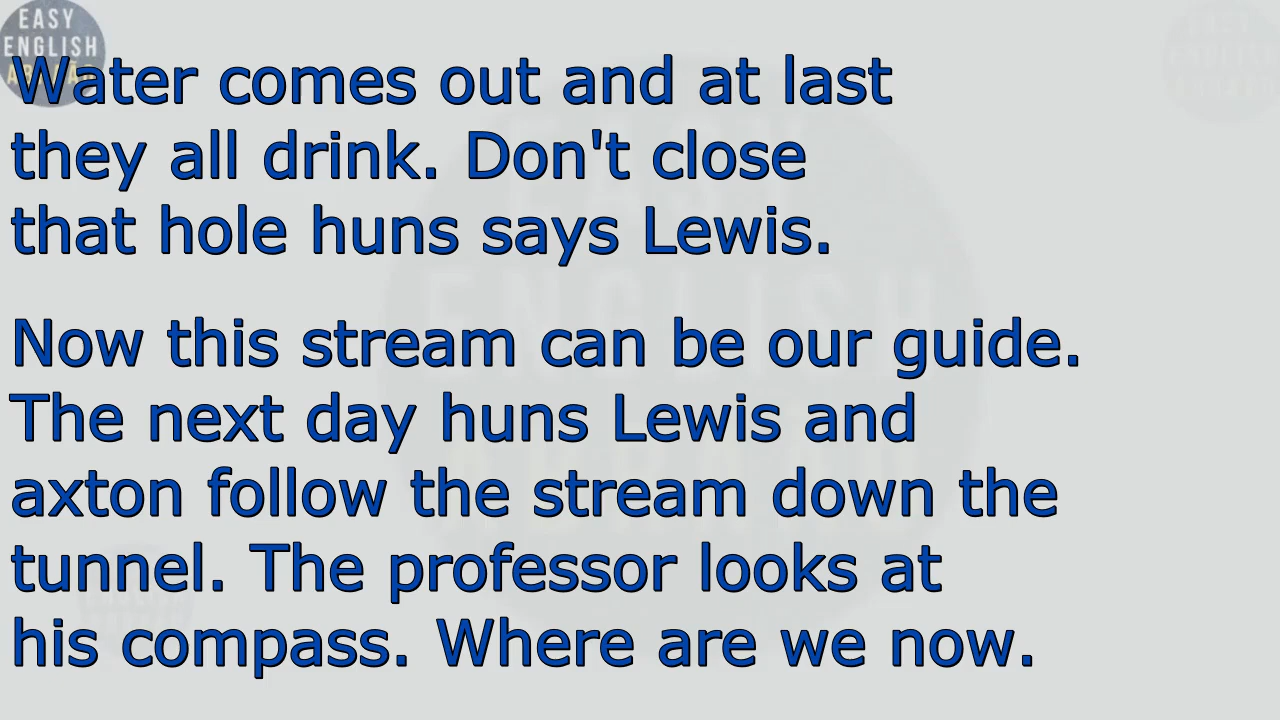 EASY
ENGLISH
Water comes out and at last
they all drink. Don't close
that hole huns says Lewis.
Now this stream can be our guide.
The next day huns Lewis and
axton follow the stream down the
tunnel. The professor looks at
his compass. Where are we now.